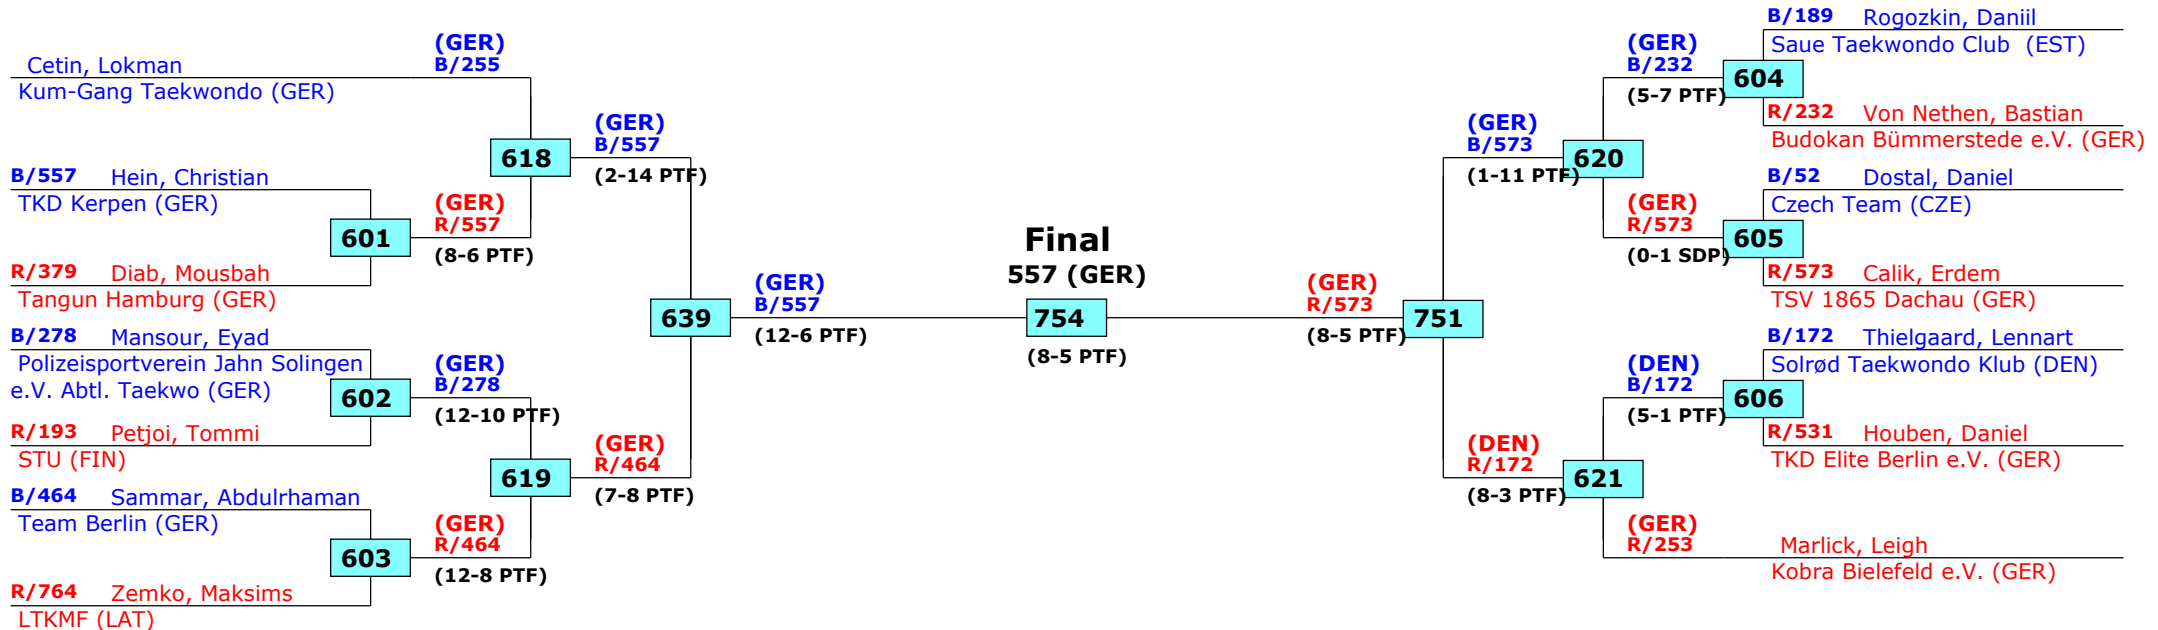 (GER)
B/255
Cetin, Lokman
Kum-Gang Taekwondo (GER)
618
(GER)
B/557
(2-14 PTF)
B/557 Hein, Christian
TKD Kerpen (GER)
601
(GER)
R/557
(8-6 PTF)
R/379 Diab, Mousbah
Tangun Hamburg (GER)
639
(GER)
B/557
(12-6 PTF)
B/278 Mansour, Eyad
Polizeisportverein Jahn Solingen
e.V. Abtl. Taekwo (GER)
602
(GER)
B/278
(12-10 PTF)
R/193 Petjoi, Tommi
STU (FIN)
619
(GER)
R/464
(7-8 PTF)
B/464 Sammar, Abdulrhaman
Team Berlin (GER)
603
(GER)
R/464
(12-8 PTF)
R/764 Zemko, Maksims
LTKMF (LAT)
Final
557 (GER)
754
(8-5 PTF)
(GER)
R/573
(8-5 PTF)
751
(GER)
B/573
(1-11 PTF)
620
(GER)
B/232
(5-7 PTF)
604
B/189 Rogozkin, Daniil
Saue Taekwondo Club (EST)
R/232 Von Nethen, Bastian
Budokan Bümmerstede e.V. (GER)
(GER)
R/573
(0-1 SDP)
605
B/52 Dostal, Daniel
Czech Team (CZE)
R/573 Calik, Erdem
TSV 1865 Dachau (GER)
(DEN)
R/172
(8-3 PTF)
621
(DEN)
B/172
(5-1 PTF)
606
B/172 Thielgaard, Lennart
Solrød Taekwondo Klub (DEN)
R/531 Houben, Daniel
TKD Elite Berlin e.V. (GER)
(GER)
R/253
Marlick, Leigh
Kobra Bielefeld e.V. (GER)